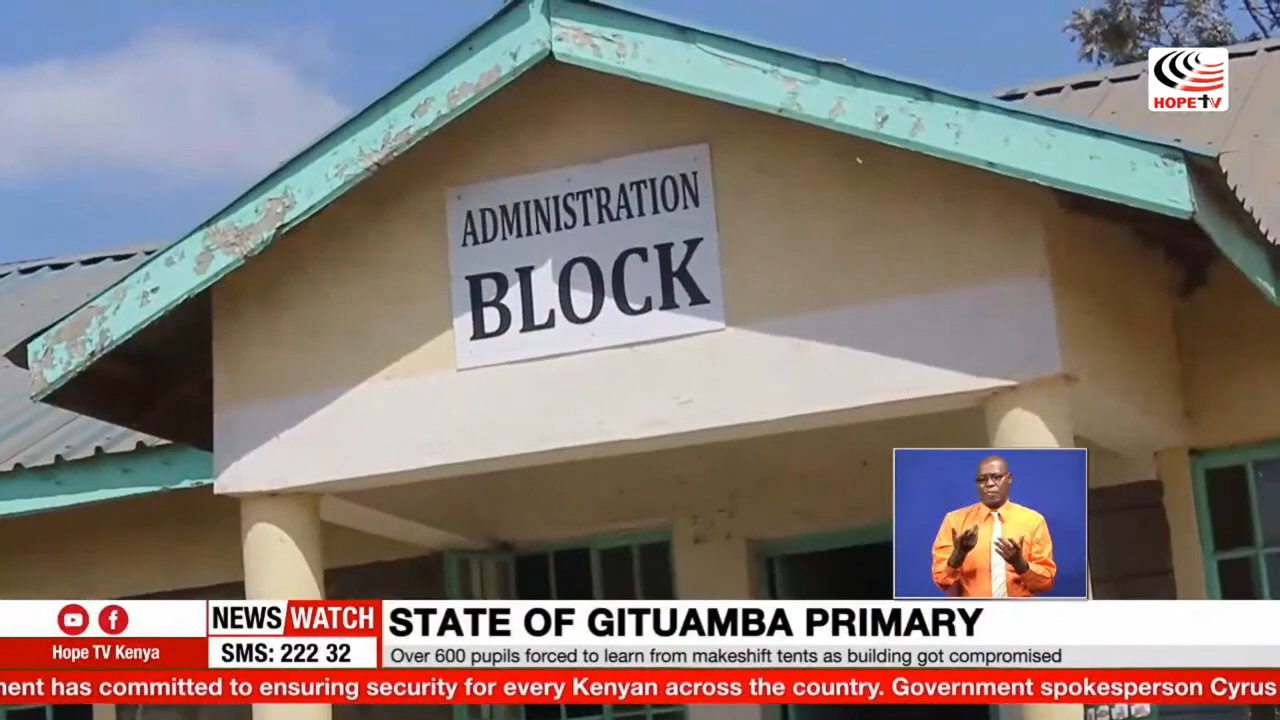 HOPE TV
ADMINISTRATION
BLOCK
NEWS WATCH
STATE OF GITUAMBA PRIMARY
Hope TV Kenya
SMS: 222 32
Over 600 pupils forced to learn from makeshift tents as building got compromised
ment has committed to ensuring security for every Kenyan across the country. Government spokesperson Cyrus